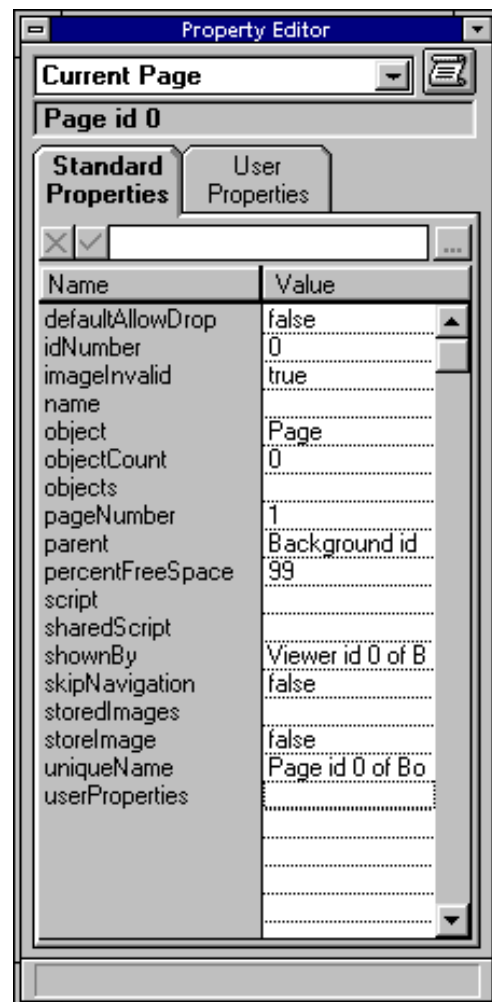 Property Editor
Current Page
Page id 0
Standard Properties
User Properties
...
Name Value
defaultAllowDrop false
idNumber 0
imageInvalid true
name
object Page
objectCount 0
objects
pageNumber 1
parent Background id
percentFreeSpace 99
script
sharedScript
shownBy Viewer id 0 of B
skipNavigation false
storedImages
storeImage false
uniqueName Page id 0 of Bo
userProperties